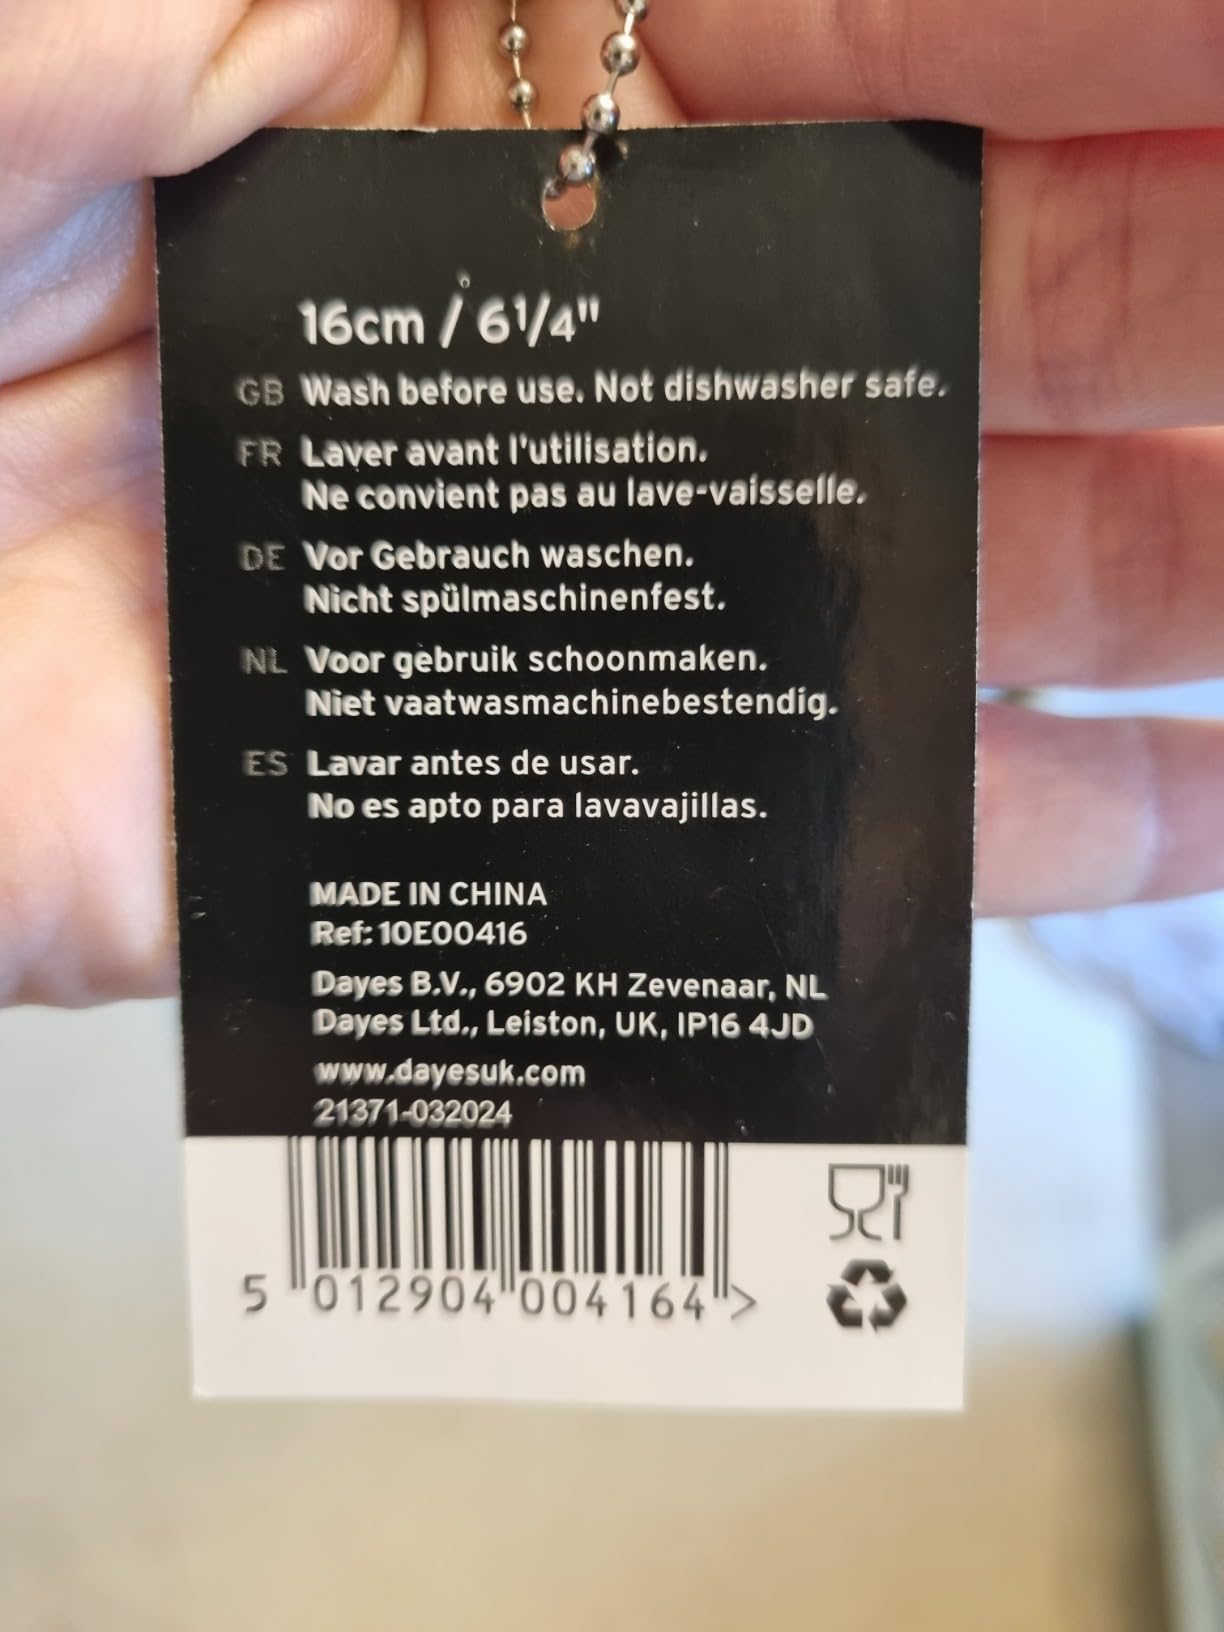 16cm / 6 1/4"
GB Wash before use. Not dishwasher safe.
FR Laver avant l'utilisation.
Ne convient pas au lave-vaisselle.
DE Vor Gebrauch waschen.
Nicht spülmaschinenfest.
NL Voor gebruik schoonmaken.
Niet vaatwasmachinebestendig.
ES Lavar antes de usar.
No es apto para lavavajillas.
MADE IN CHINA
Ref: 10E00416
Dayes B.V., 6902 KH Zevenaar, NL
Dayes Ltd., Leiston, UK, IP16 4JD
www.dayesuk.com
21371-032024
5 012904 004164 >